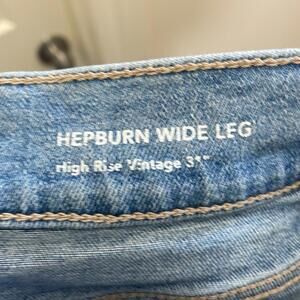 HEPBURN WIDE LEG
High Rise Vintage 31"